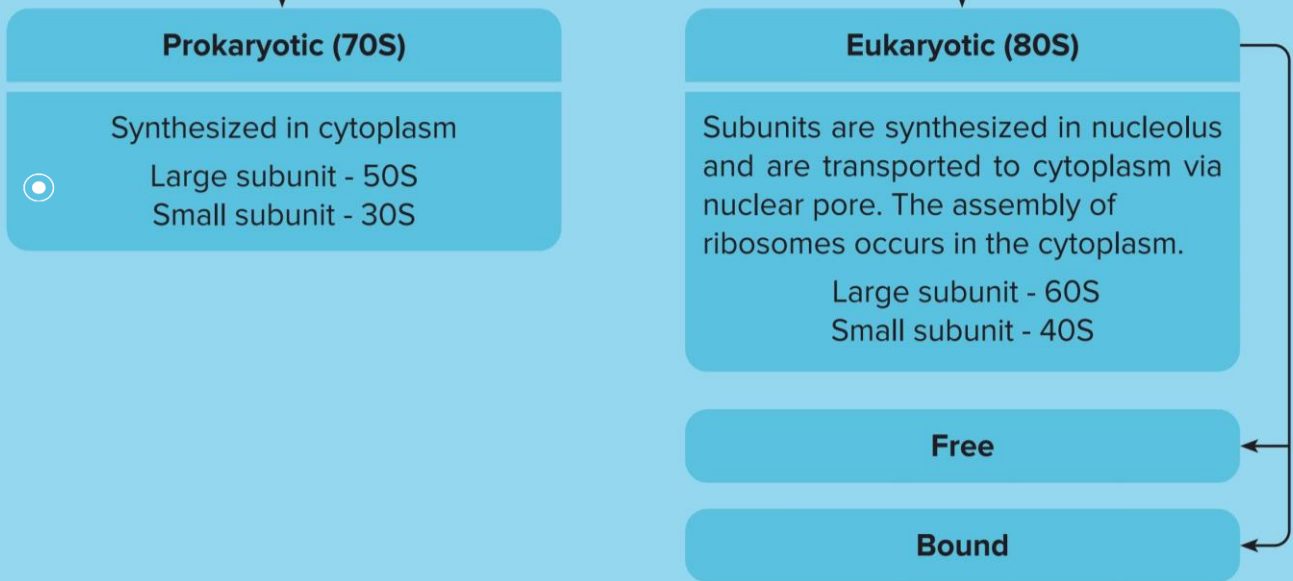 Prokaryotic (70S)
Synthesized in cytoplasm
Large subunit - 50S
Small subunit - 30S
Eukaryotic (80S)
Subunits are synthesized in nucleolus
and are transported to cytoplasm via
nuclear pore. The assembly of
ribosomes occurs in the cytoplasm.
Large subunit - 60S
Small subunit - 40S
Free
Bound